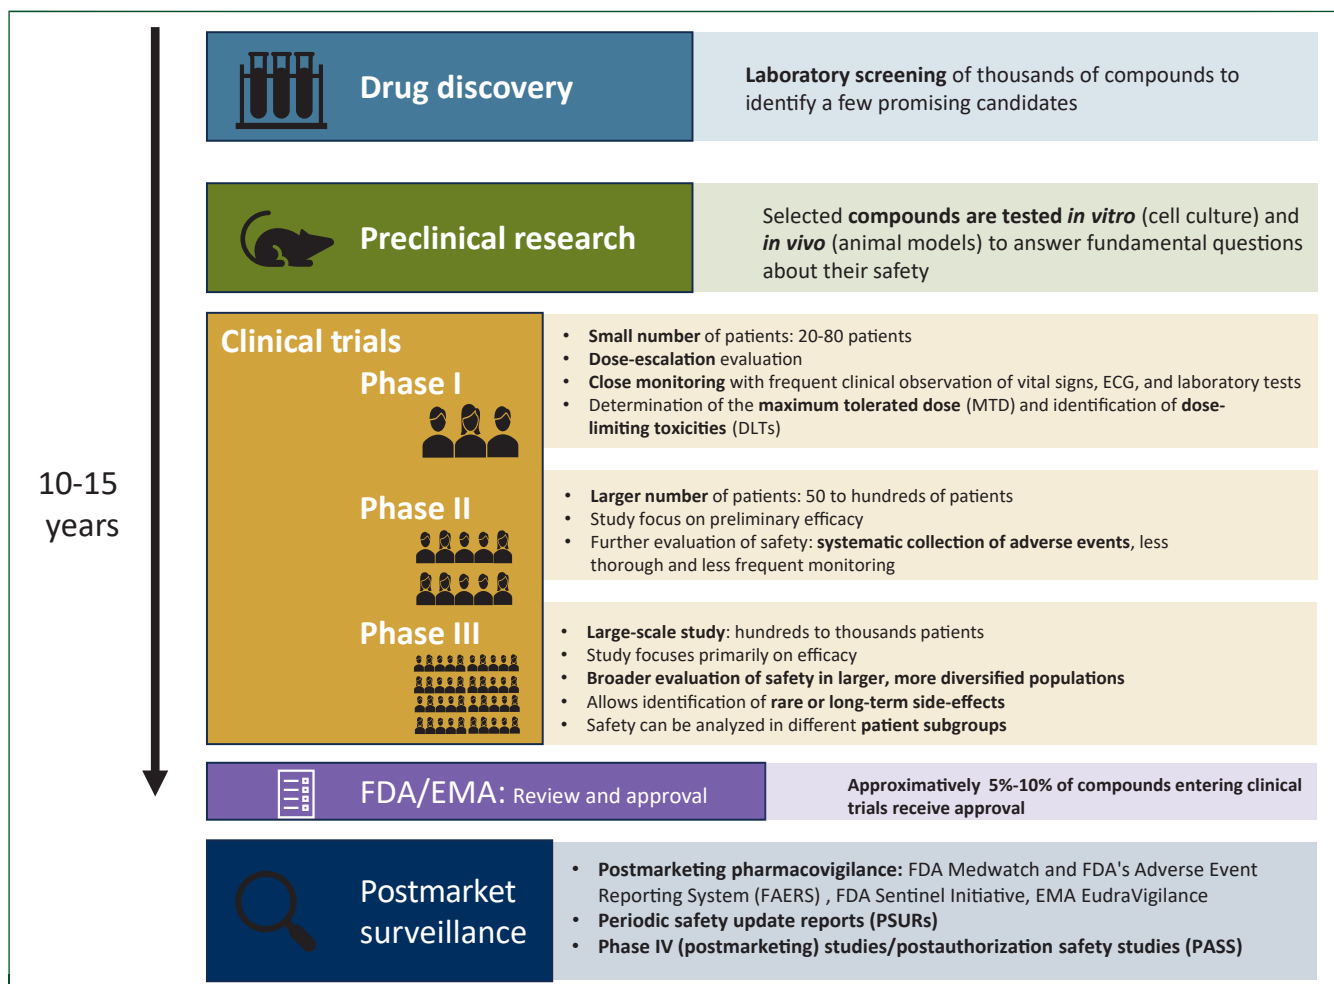 Drug discovery
Laboratory screening of thousands of compounds to
identify a few promising candidates
Preclinical research
Selected compounds are tested in vitro (cell culture) and
in vivo (animal models) to answer fundamental questions
about their safety
10-15
years
Clinical trials
Phase I
• Small number of patients: 20-80 patients
• Dose-escalation evaluation
• Close monitoring with frequent clinical observation of vital signs, ECG, and laboratory tests
• Determination of the maximum tolerated dose (MTD) and identification of dose-
limiting toxicities (DLTs)
Phase II
• Larger number of patients: 50 to hundreds of patients
• Study focus on preliminary efficacy
• Further evaluation of safety: systematic collection of adverse events, less
thorough and less frequent monitoring
Phase III
• Large-scale study: hundreds to thousands patients
• Study focuses primarily on efficacy
• Broader evaluation of safety in larger, more diversified populations
• Allows identification of rare or long-term side-effects
• Safety can be analyzed in different patient subgroups
FDA/EMA: Review and approval
Approximatively 5%-10% of compounds entering clinical
trials receive approval
Postmarket
surveillance
• Postmarketing pharmacovigilance: FDA Medwatch and FDA's Adverse Event
Reporting System (FAERS) , FDA Sentinel Initiative, EMA EudraVigilance
• Periodic safety update reports (PSURs)
• Phase IV (postmarketing) studies/postauthorization safety studies (PASS)